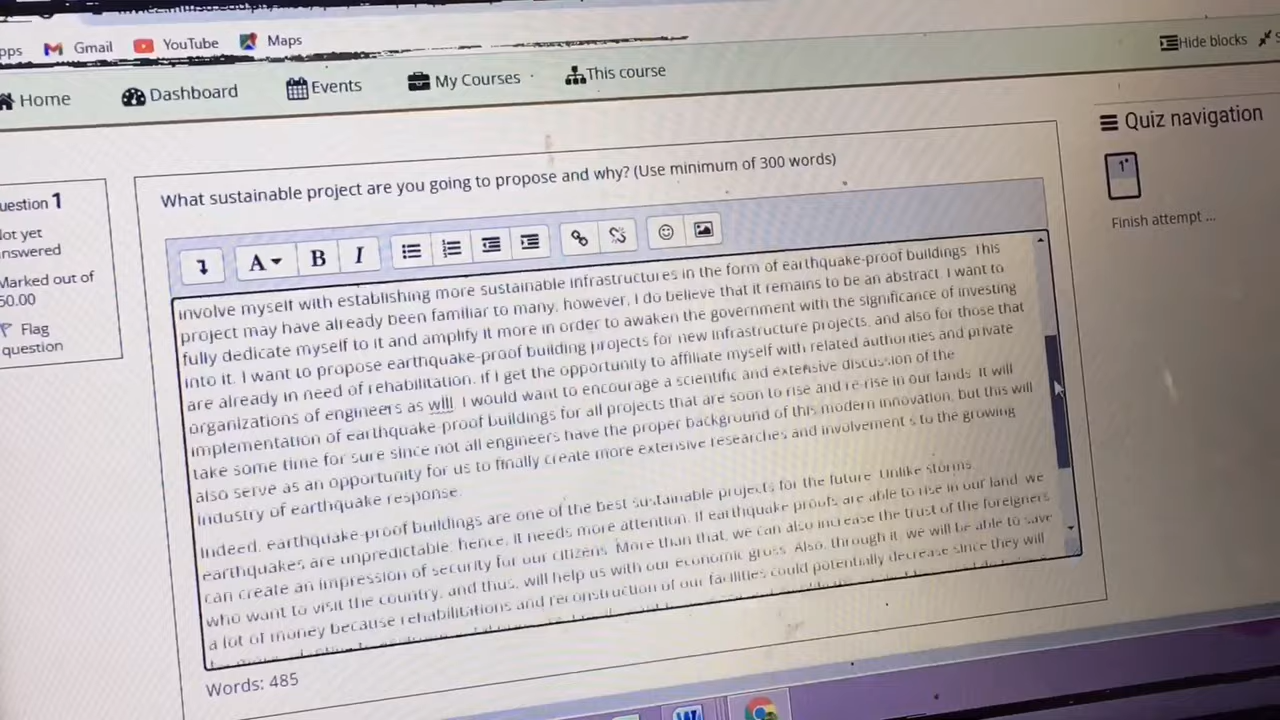 Gmail
YouTube
Maps
Home
Dashboard
Events
My Courses
This course
Hide blocks
Question 1
Not yet
answered
Marked out of
50.00
Flag
question
What sustainable project are you going to propose and why? (Use minimum of 300 words)
A
B
I
involve myself with establishing more sustainable infrastructures in the form of earthquake-proof buildings. This
project may have already been familiar to many, however, I do believe that it remains to be an abstract. I want to
fully dedicate myself to it and amplify it more in order to awaken the government with the significance of investing
into it. I want to propose earthquake-proof building projects for new infrastructure projects, and also for those that
are already in need of rehabilitation. If I get the opportunity to affiliate myself with related authorities and private
organizations of engineers as will, I would want to encourage a scientific and extensive discussion of the
implementation of earthquake-proof buildings for all projects that are soon to rise and re-rise in our lands. It will
take some time for sure since not all engineers have the proper background of this modern innovation, but this will
also serve as an opportunity for us to finally create more extensive researches and involvement's to the growing
industry of earthquake response.
Indeed, earthquake-proof buildings are one of the best sustainable projects for the future. Unlike storms,
earthquakes are unpredictable, hence, it needs more attention. If earthquake proofs are able to rise in our land, we
can create an impression of security for our citizens. More than that, we can also increase the trust of the foreigners
who want to visit the country, and thus, will help us with our economic gross. Also, through it, we will be able to save
a lot of money because rehabilitations and reconstruction of our facilities could potentially decrease since they will
Words: 485
Quiz navigation
1
Finish attempt ...